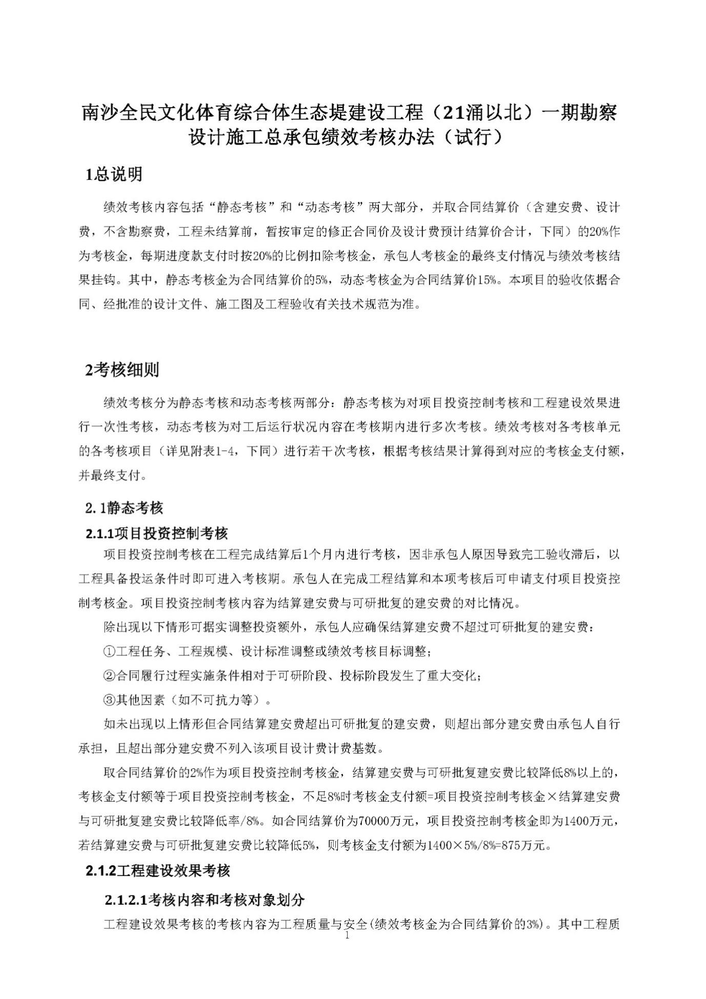 南沙全民文化体育综合体生态堤建设工程（21涌以北）一期勘察
设计施工总承包绩效考核办法（试行）
1总说明
绩效考核内容包括“静态考核”和“动态考核”两大部分，并取合同结算价（含建安费、设计
费，不含勘察费，工程未结算前，暂按审定的修正合同价及设计费预计结算价合计，下同）的20%作
为考核金，每期进度款支付时按20%的比例扣除考核金，承包人考核金的最终支付情况与绩效考核结
果挂钩。其中，静态考核金为合同结算价的5%，动态考核金为合同结算价15%。本项目的验收依据合
同、经批准的设计文件、施工图及工程验收有关技术规范为准。
2考核细则
绩效考核分为静态考核和动态考核两部分：静态考核为对项目投资控制考核和工程建设效果进
行一次性考核，动态考核为对工后运行状况内容在考核期内进行多次考核。绩效考核对各考核单元
的各考核项目（详见附表1-4，下同）进行若干次考核，根据考核结果计算得到对应的考核金支付额，
并最终支付。
2.1静态考核
2.1.1项目投资控制考核
项目投资控制考核在工程完成结算后1个月内进行考核，因非承包人原因导致完工验收滞后，以
工程具备投运条件时即可进入考核期。承包人在完成工程结算和本项考核后可申请支付项目投资控
制考核金。项目投资控制考核内容为结算建安费与可研批复的建安费的对比情况。
除出现以下情形可据实调整投资额外，承包人应确保结算建安费不超过可研批复的建安费：
①工程任务、工程规模、设计标准调整或绩效考核目标调整；
②合同履行过程实施条件相对于可研阶段、投标阶段发生了重大变化；
③其他因素（如不可抗力等）。
如未出现以上情形但合同结算建安费超出可研批复的建安费，则超出部分建安费由承包人自行
承担，且超出部分建安费不列入该项目设计费计费基数。
取合同结算价的2%作为项目投资控制考核金，结算建安费与可研批复建安费比较降低8%以上的，
考核金支付额等于项目投资控制考核金，不足8%时考核金支付额=项目投资控制考核金×结算建安费
与可研批复建安费比较降低率/8%。如合同结算价为70000万元，项目投资控制考核金即为1400万元，
若结算建安费与可研批复建安费比较降低5%，则考核金支付额为1400×5%/8%=875万元。
2.1.2工程建设效果考核
2.1.2.1考核内容和考核对象划分
工程建设效果考核的考核内容为工程质量与安全(绩效考核金为合同结算价的3%)。其中工程质
1